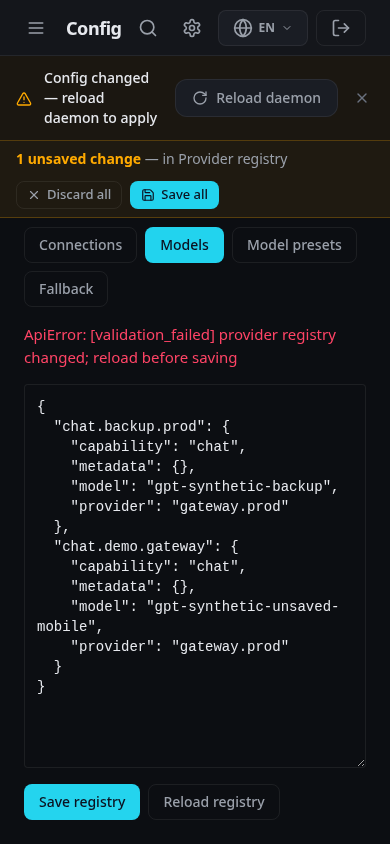 Config
EN
Config changed
— reload
daemon to apply
Reload daemon
1 unsaved change — in Provider registry
Discard all
Save all
Connections
Models
Model presets
Fallback
ApiError: [validation_failed] provider registry
changed; reload before saving
{
  "chat.backup.prod": {
    "capability": "chat",
    "metadata": {},
    "model": "gpt-synthetic-backup",
    "provider": "gateway.prod"
  },
  "chat.demo.gateway": {
    "capability": "chat",
    "metadata": {},
    "model": "gpt-synthetic-unsaved-
mobile",
    "provider": "gateway.prod"
  }
}
Save registry
Reload registry